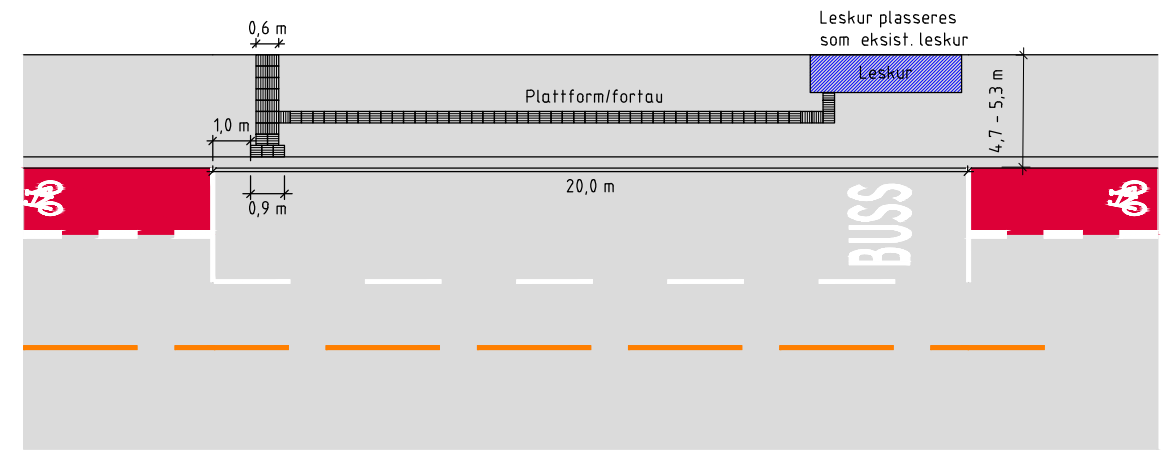 Leskur plasseres
som eksist. leskur
0,6 m
Leskur
Plattform/fortau
4,7 - 5,3 m
1,0 m
20,0 m
0,9 m
BUSS